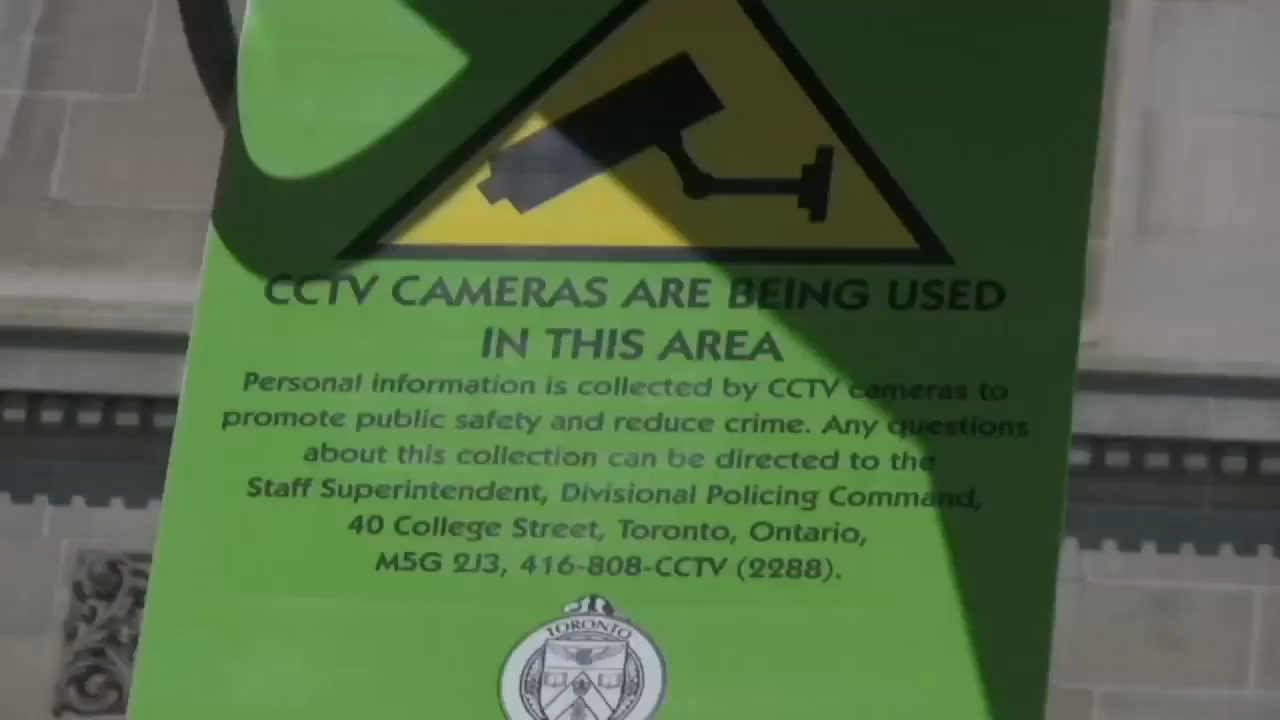 CCTV CAMERAS ARE BEING USED
IN THIS AREA
Personal information is collected by CCTV cameras to
promote public safety and reduce crime. Any questions
about this collection can be directed to the
Staff Superintendent, Divisional Policing Command,
40 College Street, Toronto, Ontario,
M5G 2J3, 416-808-CCTV (2288).
TORONTO